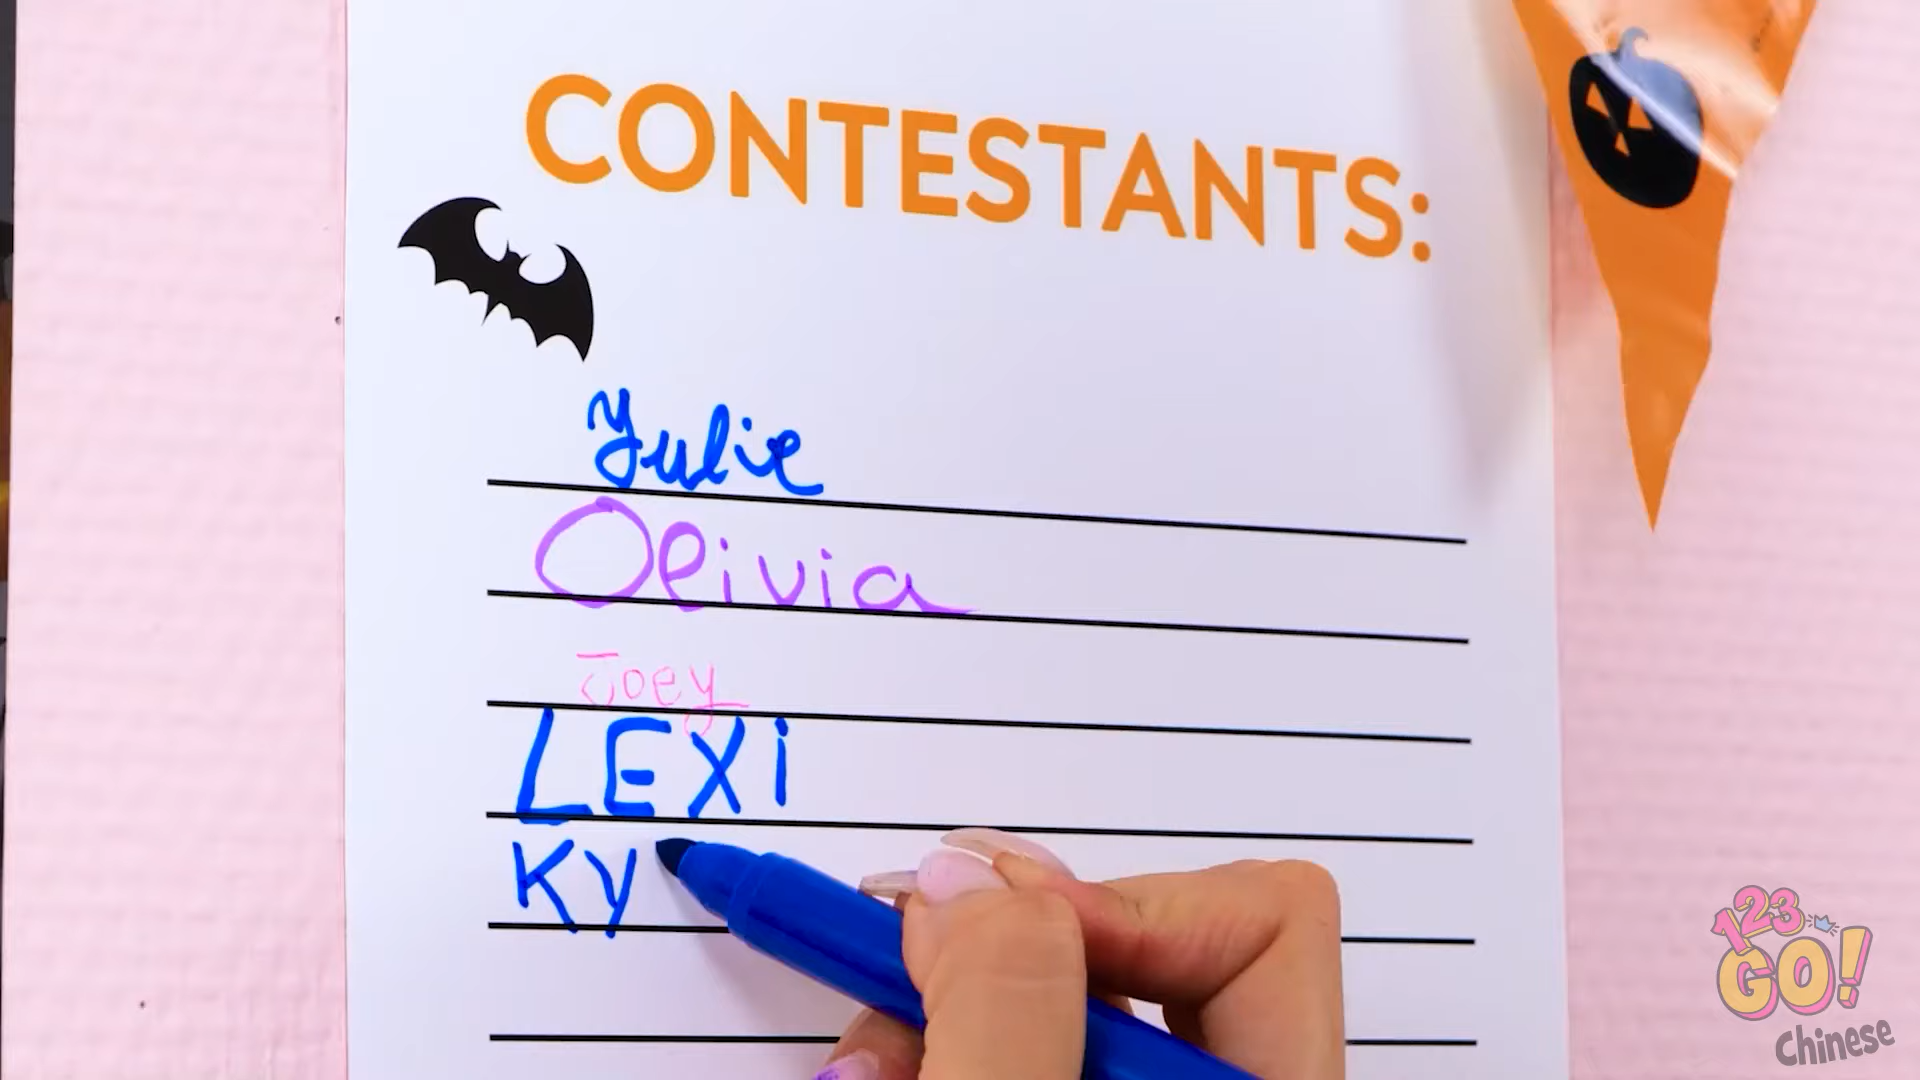 CONTESTANTS:
Yulie
Olivia
Joey
LEXi
Ky
123
GO!
Chinese